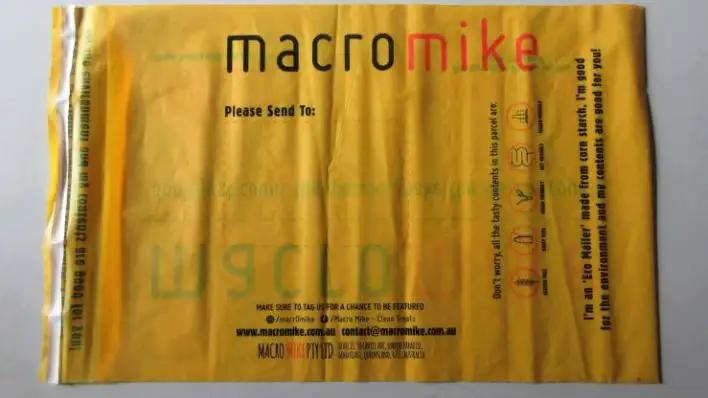 macromike
Please Send To:
Don't worry, all the tasty contents in this parcel are:
I'm an 'Eco Mailer' made from corn starch, I'm good
for the environment and my contents are good for you!
MAKE SURE TO TAG US FOR A CHANCE TO BE FEATURED
/macr0mike /Macro Mike - Clean Treats
www.macromike.com.au contact@macromike.com.au
MACRO MIKE PTY LTD